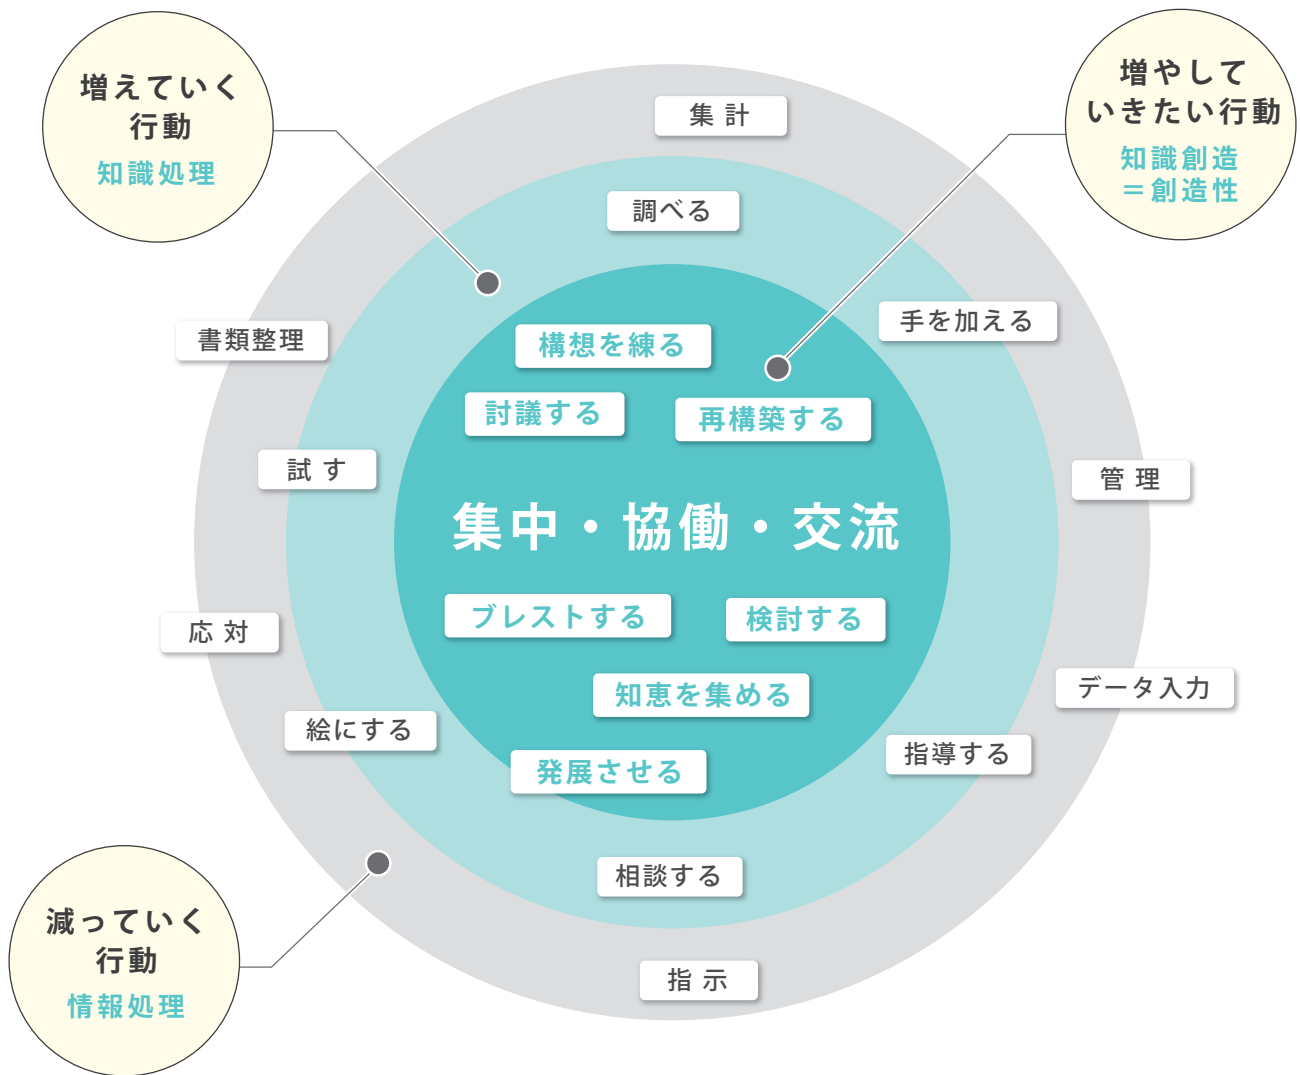 増えていく
行動
知識処理
増やして
いきたい行動
知識創造
＝創造性
集計
調べる
手を加える
書類整理
構想を練る
討議する
再構築する
試す
管理
集中・協働・交流
ブレストする
検討する
応対
知恵を集める
データ入力
絵にする
指導する
発展させる
相談する
減っていく
行動
情報処理
指示